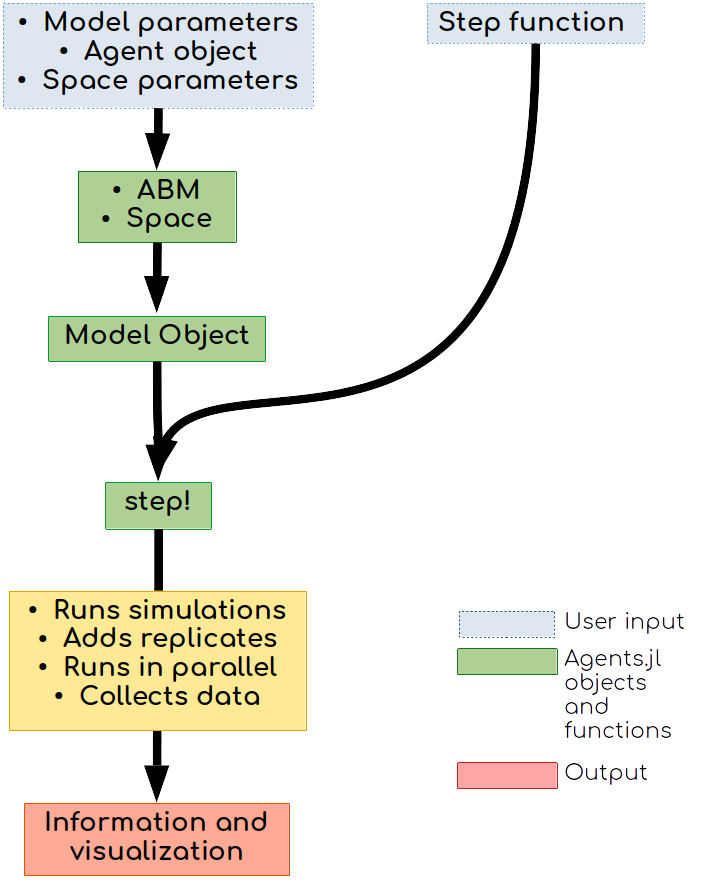 • Model parameters
• Agent object
• Space parameters
Step function
• ABM
• Space
Model Object
step!
• Runs simulations
• Adds replicates
• Runs in parallel
• Collects data
Information and
visualization
User input
Agents.jl
objects
and
functions
Output